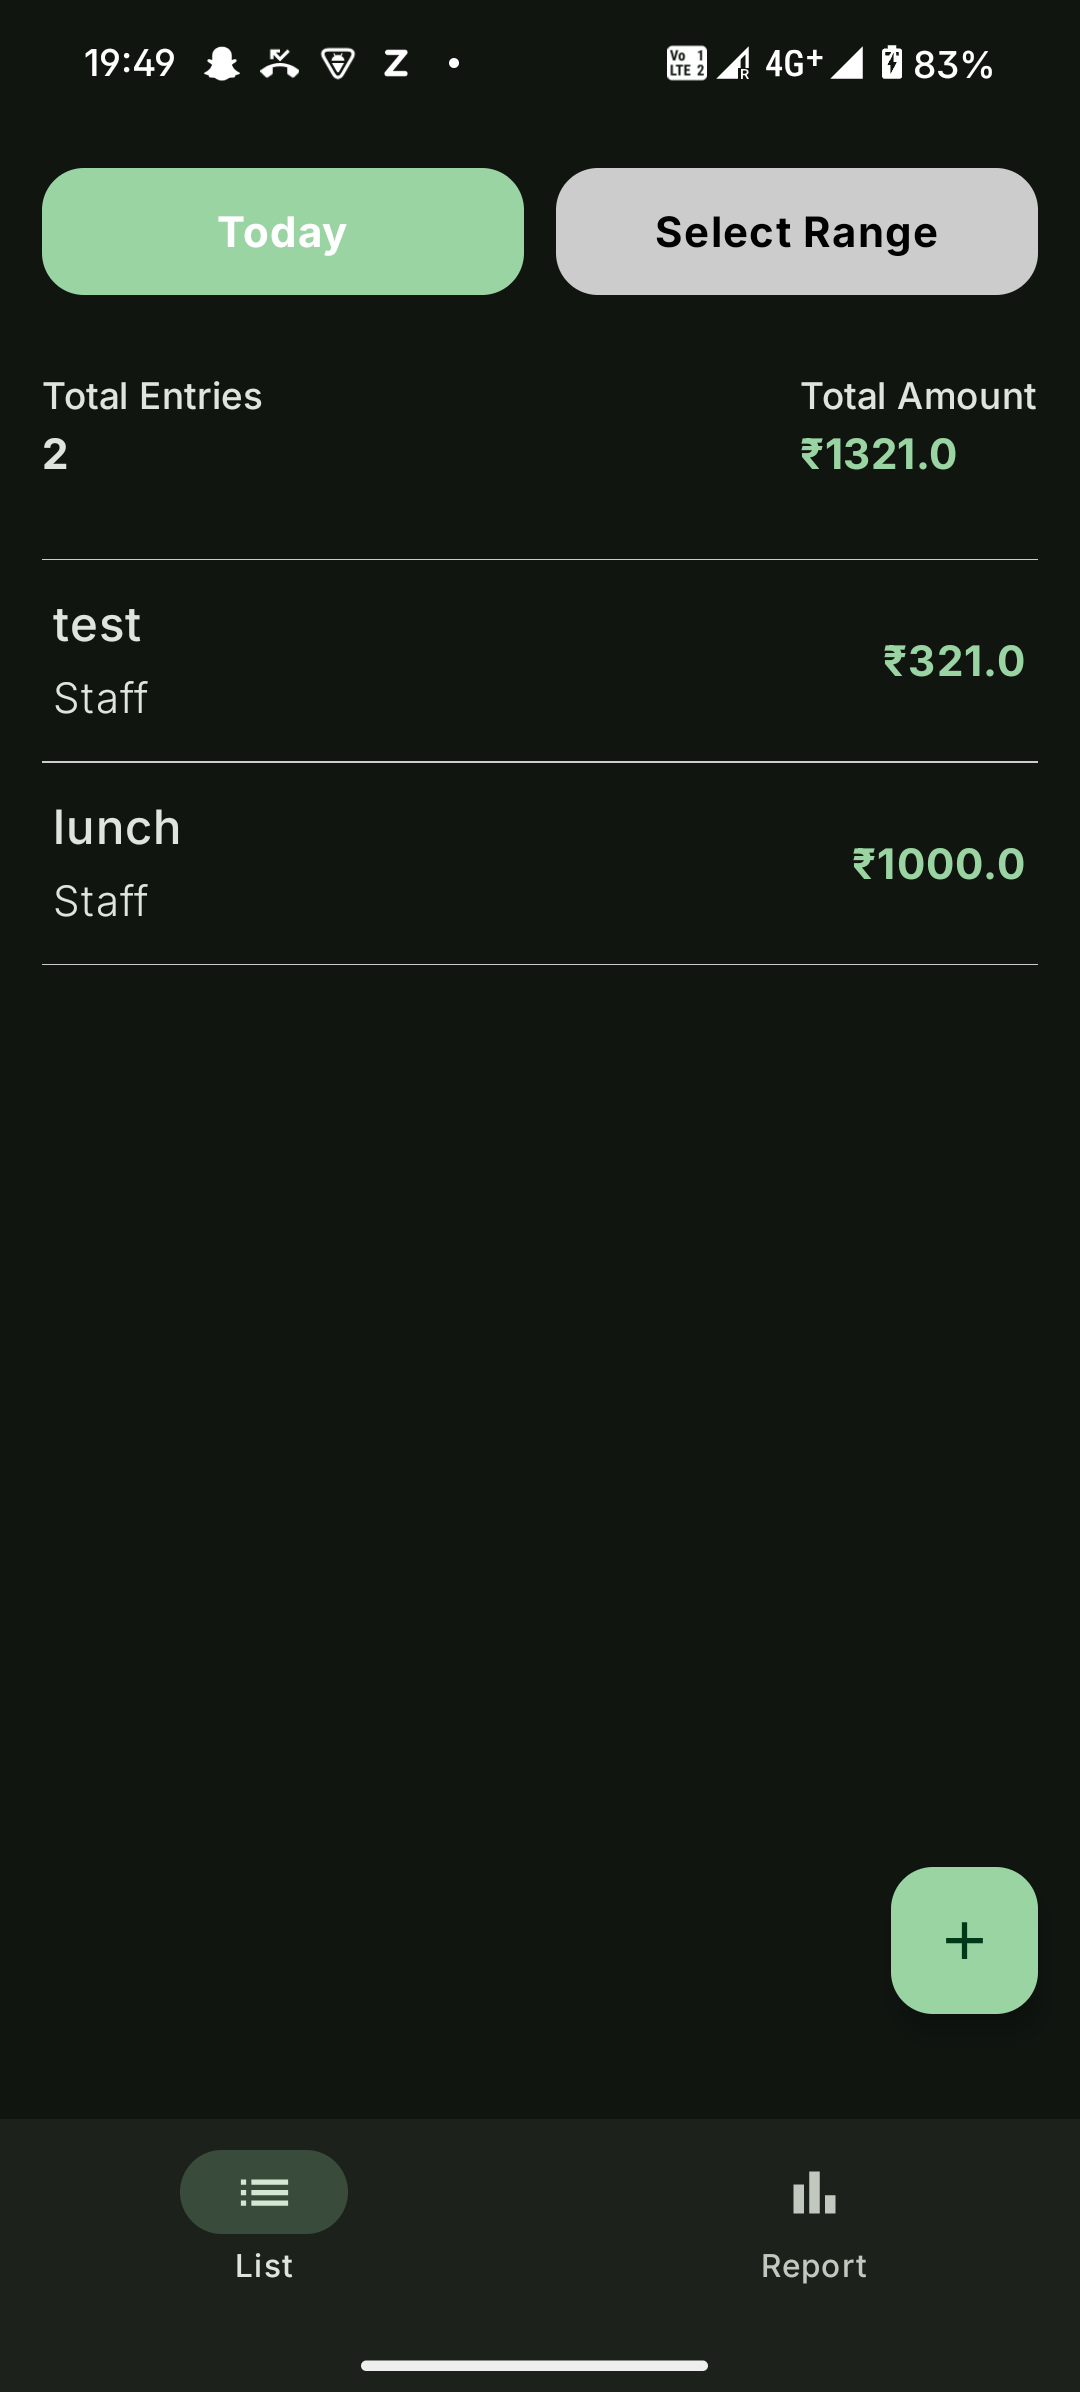 19:49 Z Vo LTE 1 2 R 4G+ 83%
Today Select Range
Total Entries Total Amount
2 ₹1321.0
test
₹321.0
Staff
lunch
₹1000.0
Staff
+
List Report